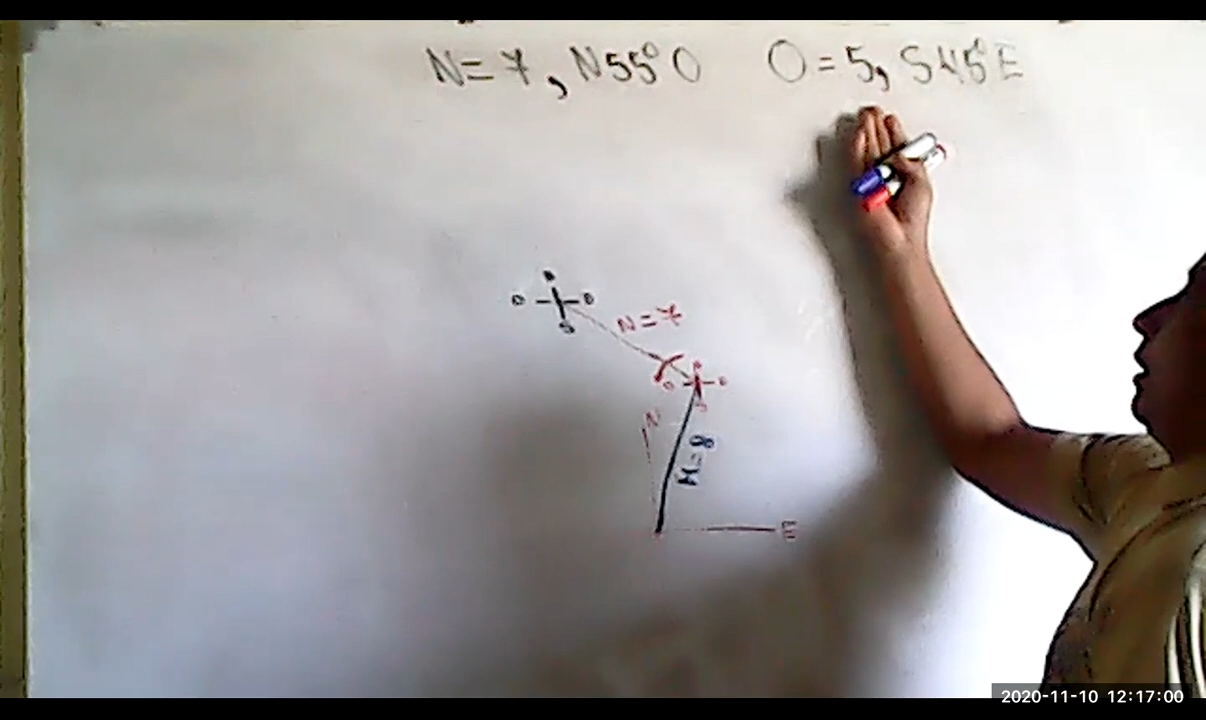 N=7, N55°O O=5, S45°E
N
O
S
N=7
O
S
N
M=8
E
2020-11-10 12:17:00